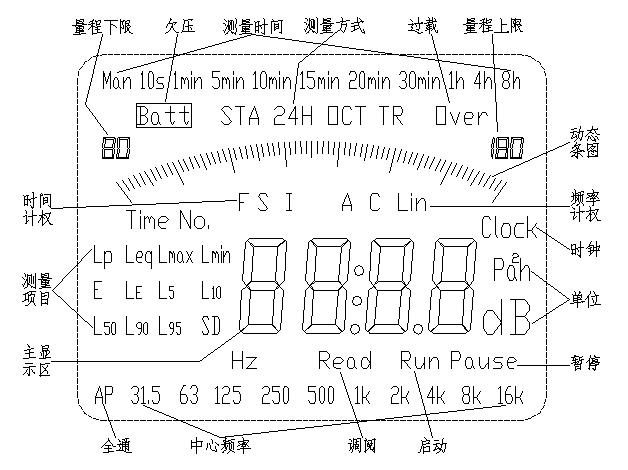 量程下限 欠压 测量时间 测量方式 过载 量程上限
Man 10s 1min 5min 10min 15min 20min 30min 1h 4h 8h
Batt STA 24H OCT TR Over
80 180
动态条图
时间计权 F S I A C Lin 频率计权
Time No. Clock 时钟
Lp Leq Lmax Lmin Pa²h
测量项目 E LE L5 L10 单位
L50 L90 L95 SD 8 8:8.8 dB
主显示区 Hz Read Run Pause 暂停
AP 31.5 63 125 250 500 1k 2k 4k 8k 16k
全通 中心频率 调阅 启动